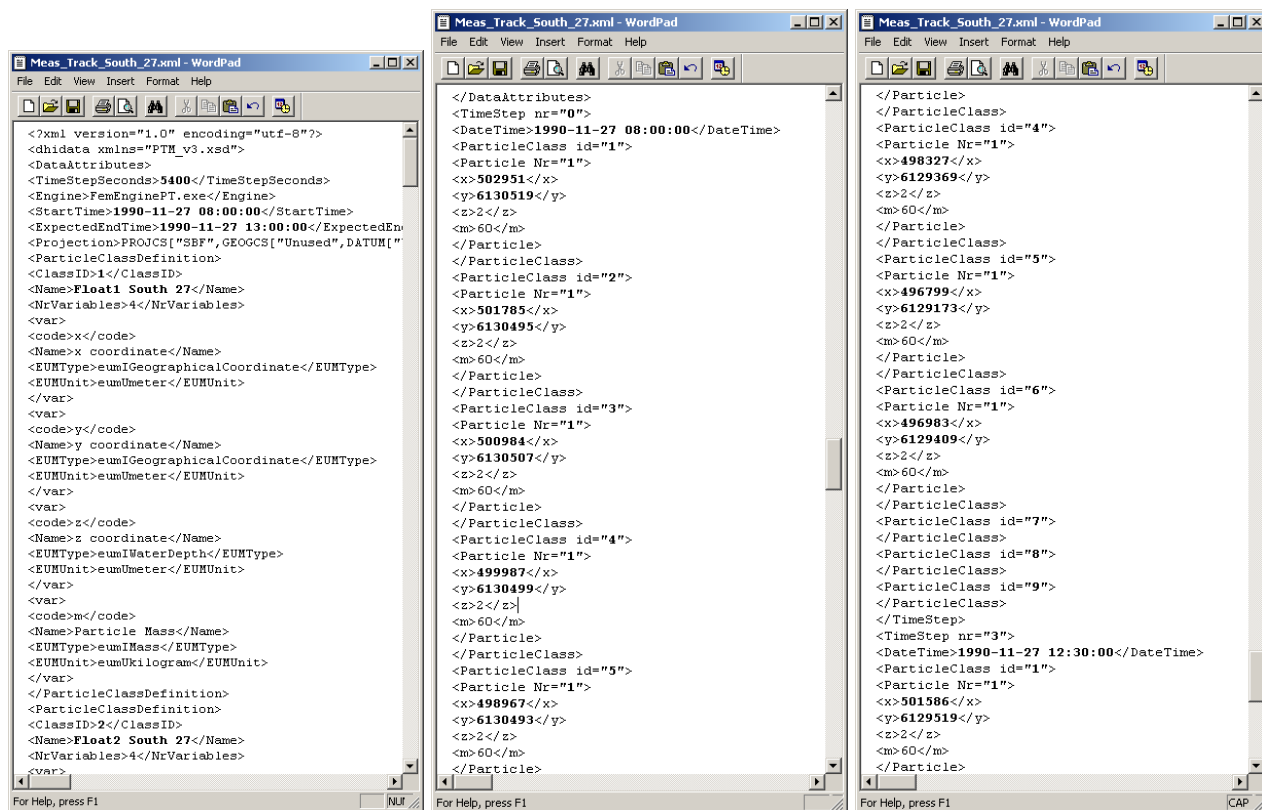 Meas_Track_South_27.xml - WordPad
File Edit View Insert Format Help
<?xml version="1.0" encoding="utf-8"?>
<dhidata xmlns="PTM_v3.xsd">
<DataAttributes>
<TimeStepSeconds>5400</TimeStepSeconds>
<Engine>FemEnginePT.exe</Engine>
<StartTime>1990-11-27 08:00:00</StartTime>
<ExpectedEndTime>1990-11-27 13:00:00</ExpectedEn
<Projection>PROJCS["SBF",GEOGCS["Unused",DATUM["
<ParticleClassDefinition>
<ClassID>1</ClassID>
<Name>Float1 South 27</Name>
<NrVariables>4</NrVariables>
<var>
<code>x</code>
<Name>x coordinate</Name>
<EUMType>eumIGeographicalCoordinate</EUMType>
<EUMUnit>eumUmeter</EUMUnit>
</var>
<var>
<code>y</code>
<Name>y coordinate</Name>
<EUMType>eumIGeographicalCoordinate</EUMType>
<EUMUnit>eumUmeter</EUMUnit>
</var>
<var>
<code>z</code>
<Name>z coordinate</Name>
<EUMType>eumIWaterDepth</EUMType>
<EUMUnit>eumUmeter</EUMUnit>
</var>
<var>
<code>m</code>
<Name>Particle Mass</Name>
<EUMType>eumIMass</EUMType>
<EUMUnit>eumUkilogram</EUMUnit>
</var>
</ParticleClassDefinition>
<ParticleClassDefinition>
<ClassID>2</ClassID>
<Name>Float2 South 27</Name>
<NrVariables>4</NrVariables>
<var>
For Help, press F1
Meas_Track_South_27.xml - WordPad
File Edit View Insert Format Help
</DataAttributes>
<TimeStep nr="0">
<DateTime>1990-11-27 08:00:00</DateTime>
<ParticleClass id="1">
<Particle Nr="1">
<x>502951</x>
<y>6130519</y>
<z>2</z>
<m>60</m>
</Particle>
</ParticleClass>
<ParticleClass id="2">
<Particle Nr="1">
<x>501785</x>
<y>6130495</y>
<z>2</z>
<m>60</m>
</Particle>
</ParticleClass>
<ParticleClass id="3">
<Particle Nr="1">
<x>500984</x>
<y>6130507</y>
<z>2</z>
<m>60</m>
</Particle>
</ParticleClass>
<ParticleClass id="4">
<Particle Nr="1">
<x>499987</x>
<y>6130499</y>
<z>2</z>
<m>60</m>
</Particle>
</ParticleClass>
<ParticleClass id="5">
<Particle Nr="1">
<x>498967</x>
<y>6130493</y>
<z>2</z>
<m>60</m>
</Particle>
For Help, press F1
Meas_Track_South_27.xml - WordPad
File Edit View Insert Format Help
</Particle>
</ParticleClass>
<ParticleClass id="4">
<Particle Nr="1">
<x>498327</x>
<y>6129369</y>
<z>2</z>
<m>60</m>
</Particle>
</ParticleClass>
<ParticleClass id="5">
<Particle Nr="1">
<x>496799</x>
<y>6129173</y>
<z>2</z>
<m>60</m>
</Particle>
</ParticleClass>
<ParticleClass id="6">
<Particle Nr="1">
<x>496983</x>
<y>6129409</y>
<z>2</z>
<m>60</m>
</Particle>
</ParticleClass>
<ParticleClass id="7">
</ParticleClass>
<ParticleClass id="8">
</ParticleClass>
<ParticleClass id="9">
</ParticleClass>
</TimeStep>
<TimeStep nr="3">
<DateTime>1990-11-27 12:30:00</DateTime>
<ParticleClass id="1">
<Particle Nr="1">
<x>501586</x>
<y>6129519</y>
<z>2</z>
<m>60</m>
</Particle>
For Help, press F1 CAP